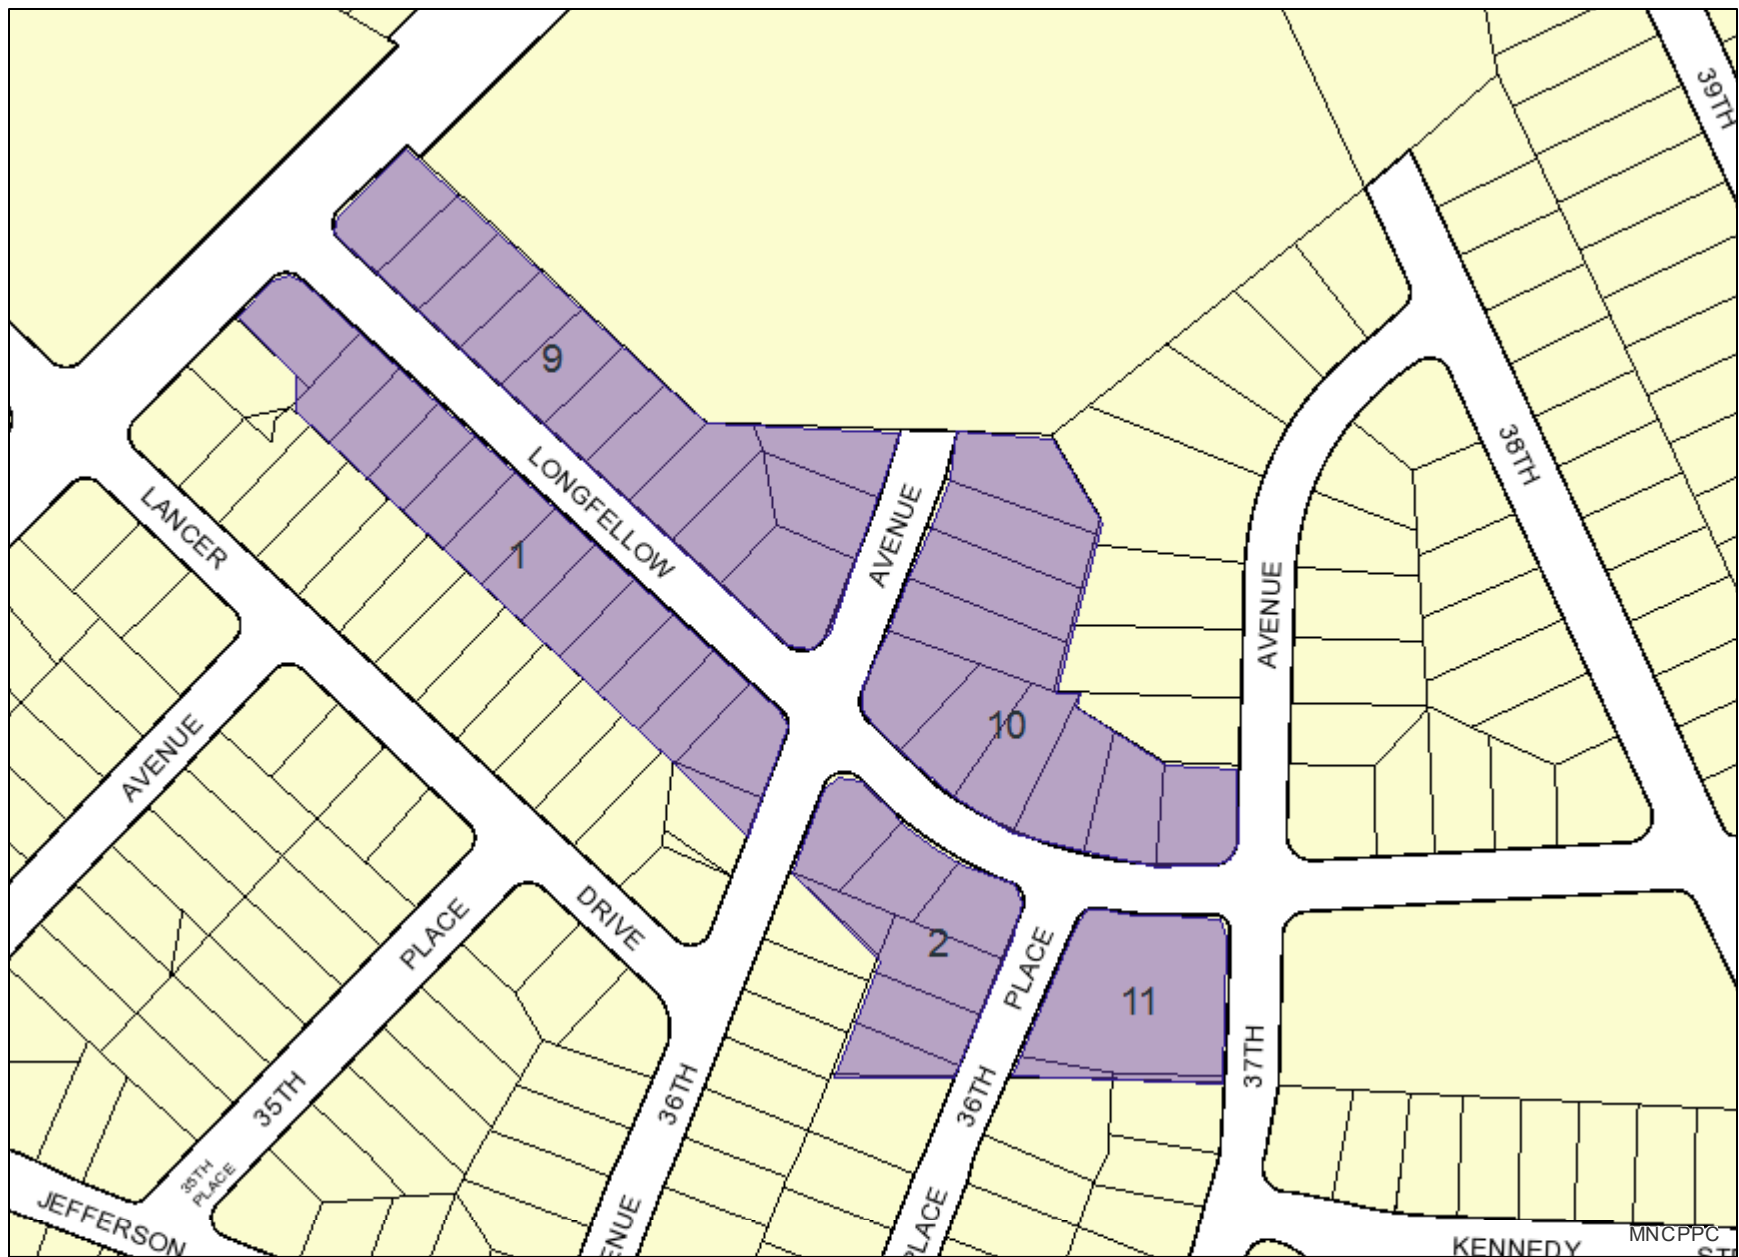 39TH
9
38TH
LONGFELLOW
LANCER
AVENUE
1
AVENUE
10
AVENUE
DRIVE
PLACE
2
PLACE
11
37TH
36TH
36TH
35TH
35TH
PLACE
JEFFERSON
ENUE
PLACE
MNCPPC
KENNEDY